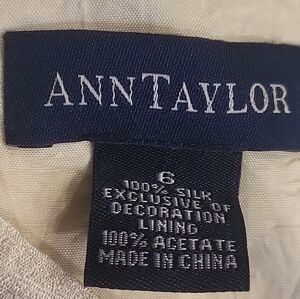 ANNTAYLOR
6
100% SILK
EXCLUSIVE OF
DECORATION
LINING
100% ACETATE
MADE IN CHINA